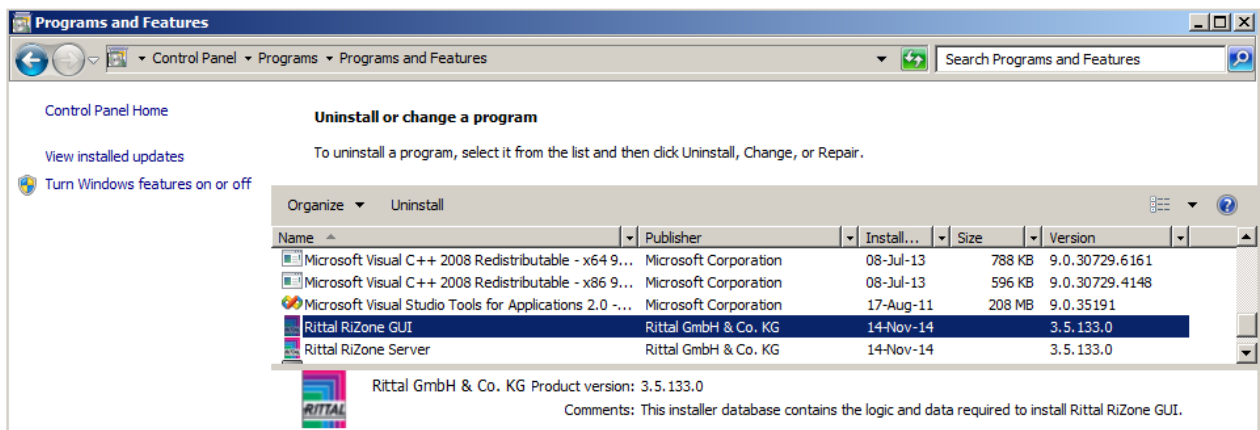 Programs and Features
Control Panel Programs Programs and Features Search Programs and Features
Control Panel Home
Uninstall or change a program
View installed updates
To uninstall a program, select it from the list and then click Uninstall, Change, or Repair.
Turn Windows features on or off
Organize Uninstall
Name Publisher Install... Size Version
Microsoft Visual C++ 2008 Redistributable - x64 9... Microsoft Corporation 08-Jul-13 788 KB 9.0.30729.6161
Microsoft Visual C++ 2008 Redistributable - x86 9... Microsoft Corporation 08-Jul-13 596 KB 9.0.30729.4148
Microsoft Visual Studio Tools for Applications 2.0 -... Microsoft Corporation 17-Aug-11 208 MB 9.0.35191
Rittal RiZone GUI Rittal GmbH & Co. KG 14-Nov-14 3.5.133.0
Rittal RiZone Server Rittal GmbH & Co. KG 14-Nov-14 3.5.133.0
Rittal GmbH & Co. KG Product version: 3.5.133.0
RITTAL
Comments: This installer database contains the logic and data required to install Rittal RiZone GUI.